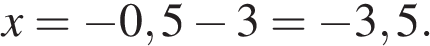 x = −0,5 − 3 = −3,5.